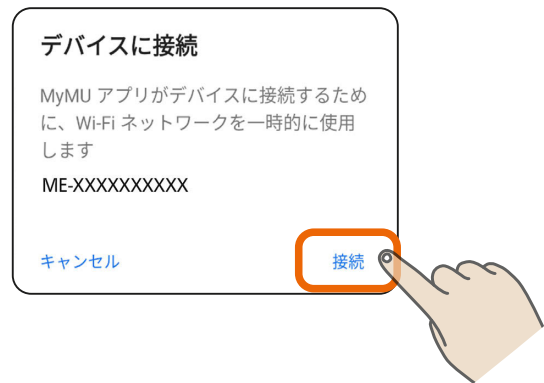 デバイスに接続
MyMU アプリがデバイスに接続するため
に、Wi-Fi ネットワークを一時的に使用
します
ME-XXXXXXXXXX
キャンセル 接続